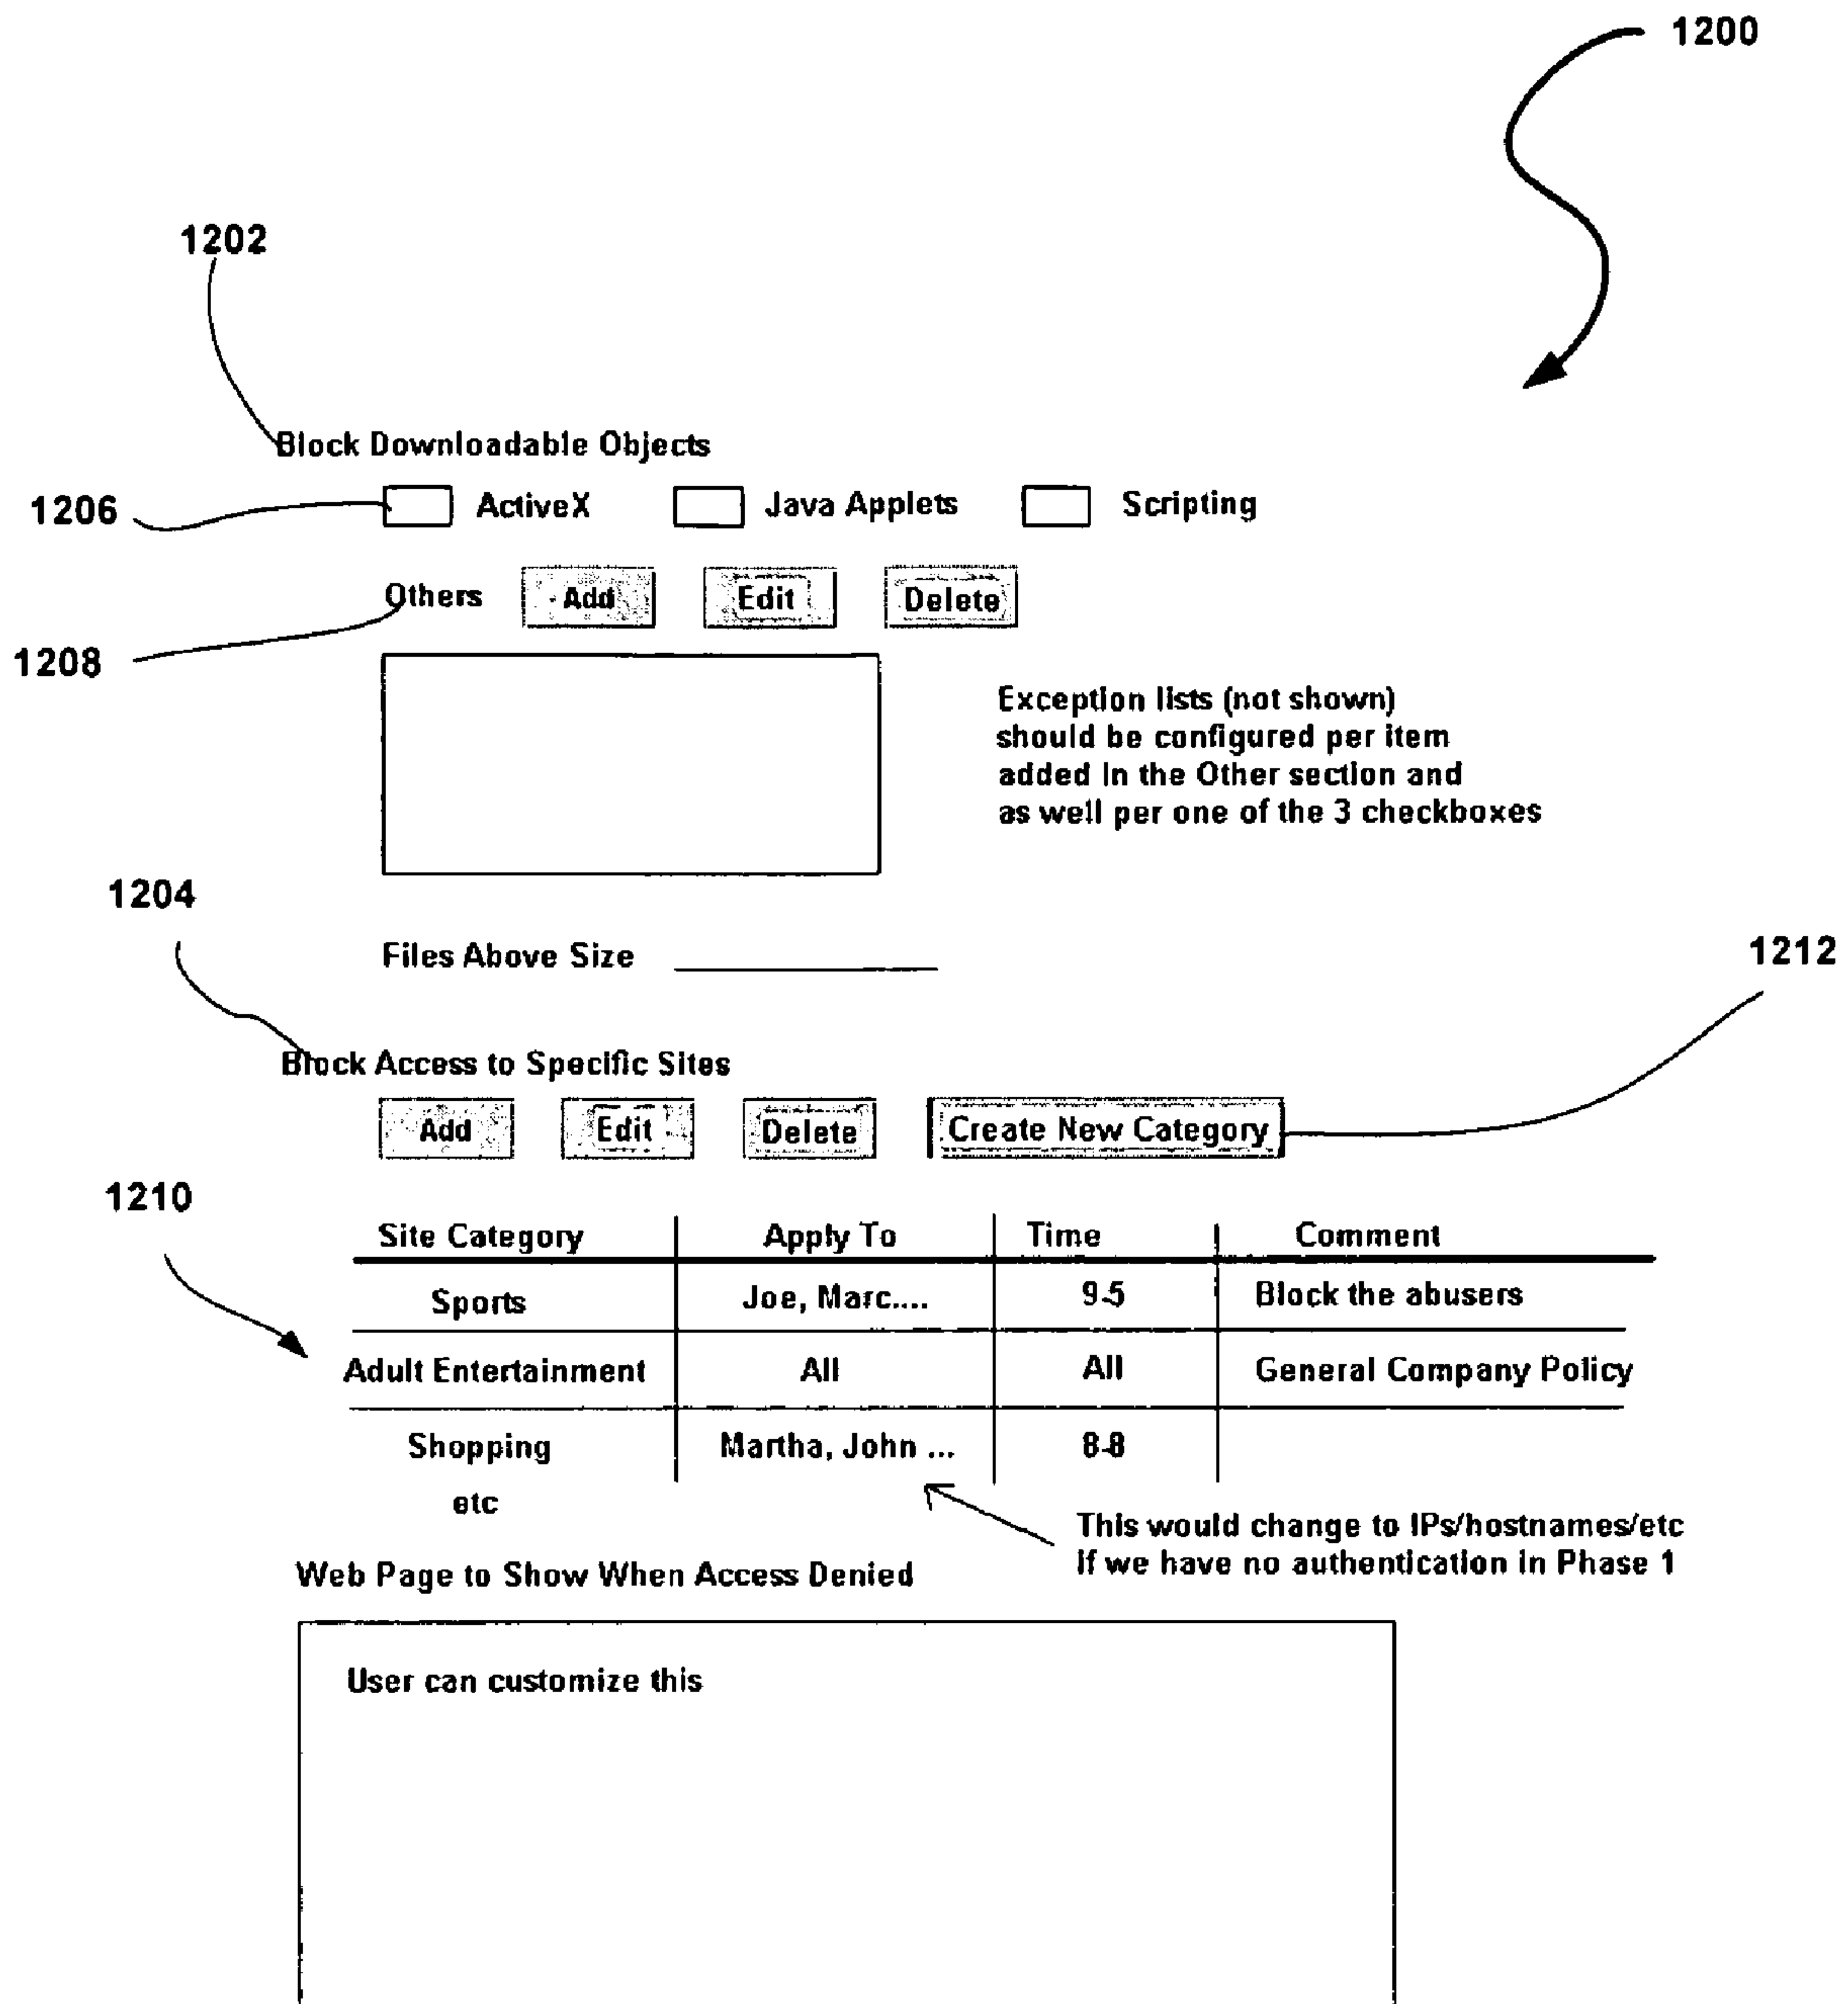 1200
1202
Block Downloadable Objects
1206
ActiveX Java Applets Scripting
Others Add Edit Delete
1208
Exception lists (not shown)
should be configured per item
added in the Other section and
as well per one of the 3 checkboxes
1204
Files Above Size
1212
Block Access to Specific Sites
Add Edit Delete Create New Category
1210
Site Category Apply To Time Comment
Sports Joe, Marc.... 9-5 Block the abusers
Adult Entertainment All All General Company Policy
Shopping Martha, John ... 8-8
etc
This would change to IPs/hostnames/etc
If we have no authentication in Phase 1
Web Page to Show When Access Denied
User can customize this